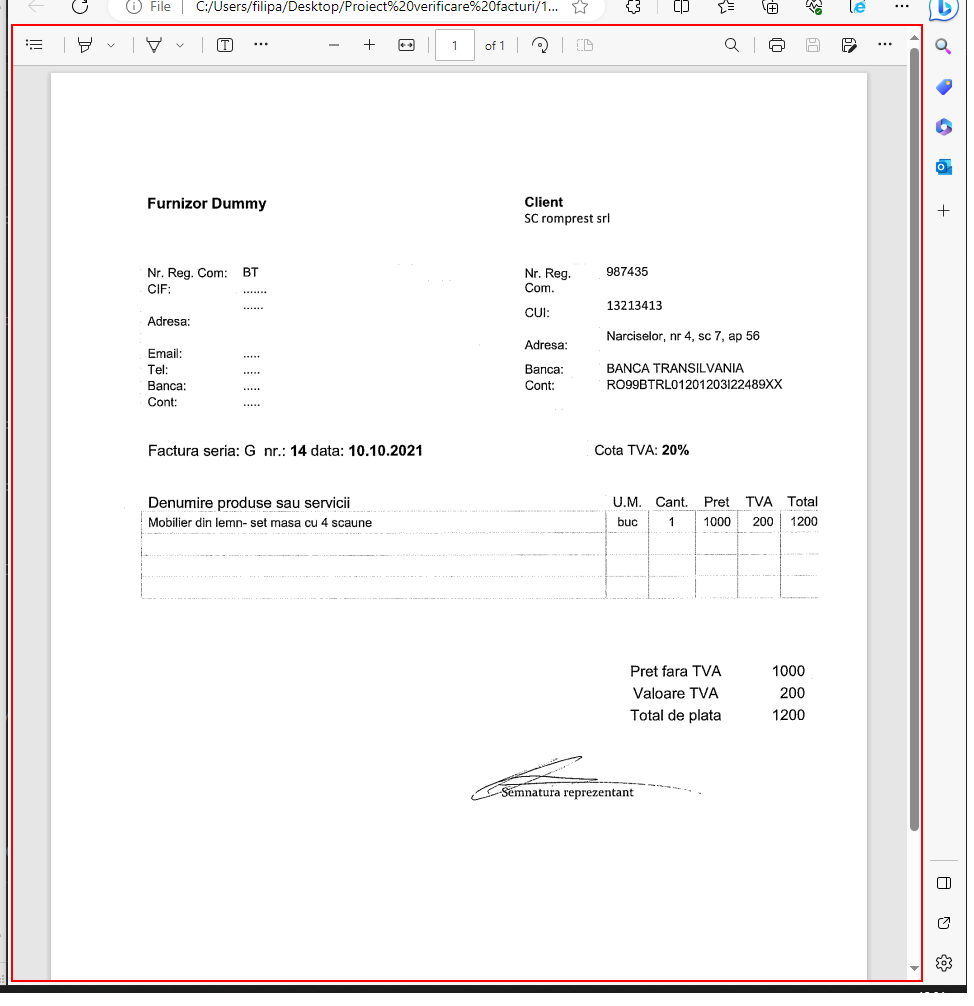 File
C:/Users/filipa/Desktop/Proiect%20verificare%20facturi/1...
1 of 1
Furnizor Dummy
Client
SC romprest srl
Nr. Reg. Com: BT
CIF: .......
......
Adresa:
Email: .....
Tel: .....
Banca: .....
Cont: .....
Nr. Reg. Com. 987435
CUI: 13213413
Adresa: Narciselor, nr 4, sc 7, ap 56
Banca: BANCA TRANSILVANIA
Cont: RO99BTRL01201203I22489XX
Factura seria: G nr.: 14 data: 10.10.2021
Cota TVA: 20%
Denumire produse sau servicii U.M. Cant. Pret TVA Total
Mobilier din lemn- set masa cu 4 scaune buc 1 1000 200 1200
Pret fara TVA 1000
Valoare TVA 200
Total de plata 1200
Semnatura reprezentant